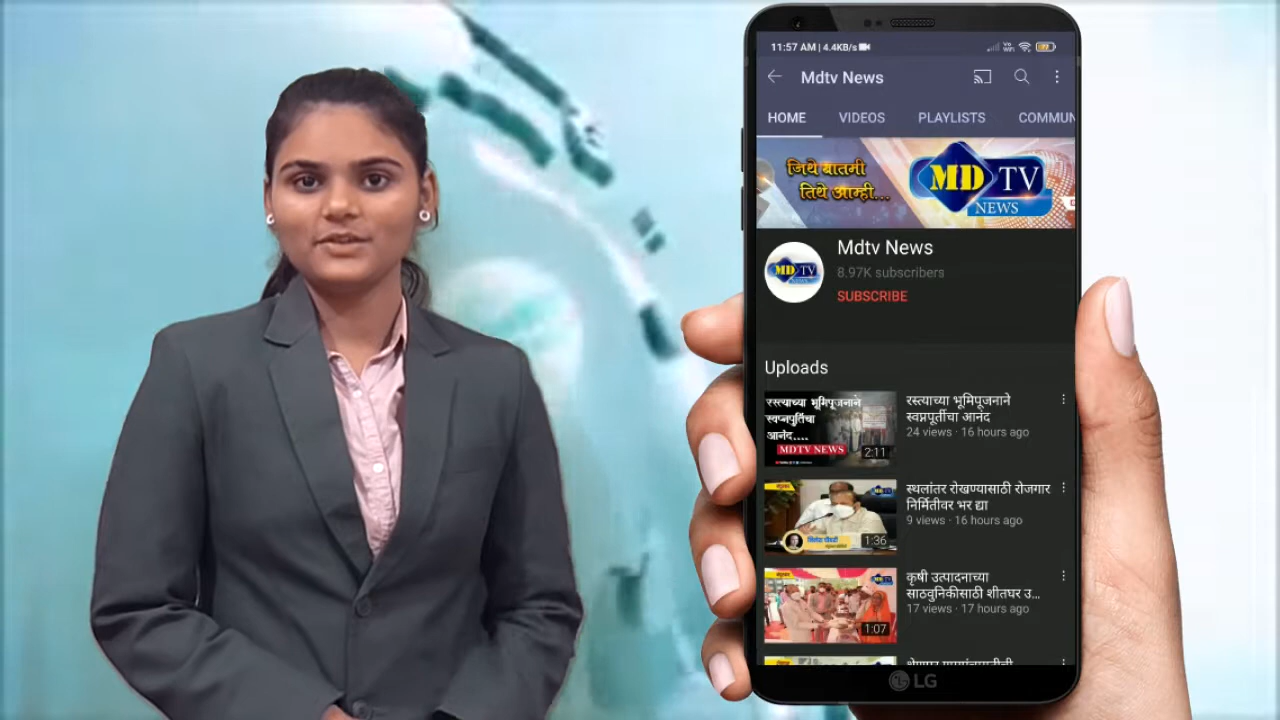 11:57 AM | 4.4KB/s
Mdtv News
HOME VIDEOS PLAYLISTS COMMUN
जिथे बातमी
तिथे आम्ही...
MD TV
NEWS
Mdtv News
MD TV
8.97K subscribers
SUBSCRIBE
Uploads
रस्त्याच्या भूमिपूजनाने
स्वप्नपुर्तिचा
आनंद....
MDTV NEWS
2:11
रस्त्याच्या भूमिपूजनाने
स्वप्नपूर्तीचा आनंद
24 views · 16 hours ago
1:36
स्थलांतर रोखण्यासाठी रोजगार
निर्मितीवर भर द्या
9 views · 16 hours ago
1:07
कृषी उत्पादनाच्या
साठवुनिकीसाठी शीतघर उ...
17 views · 17 hours ago
LG